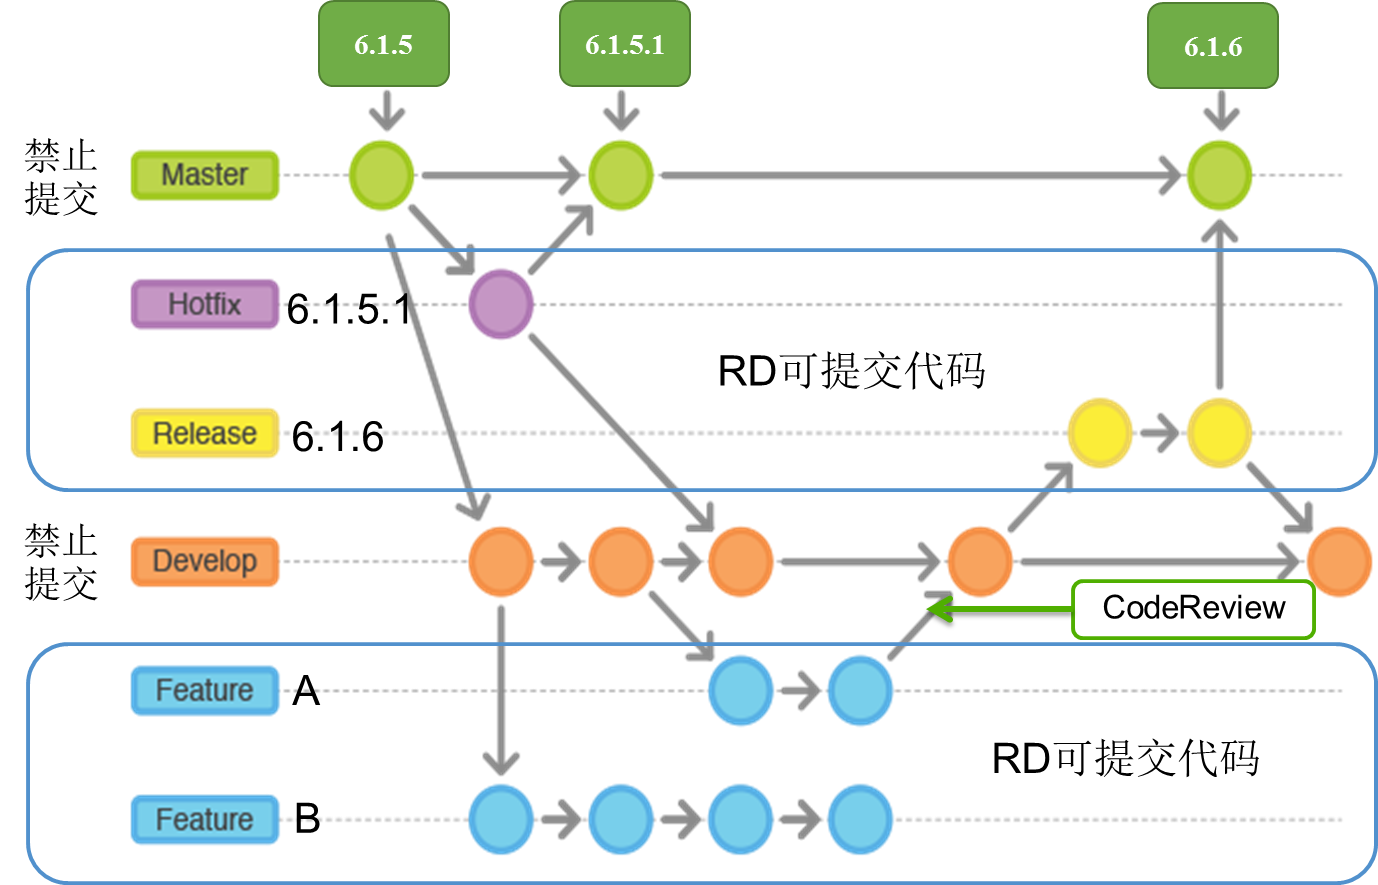 6.1.5
6.1.5.1
6.1.6
禁止
提交
Master
Hotfix
6.1.5.1
RD可提交代码
Release
6.1.6
禁止
提交
Develop
CodeReview
Feature
A
RD可提交代码
Feature
B